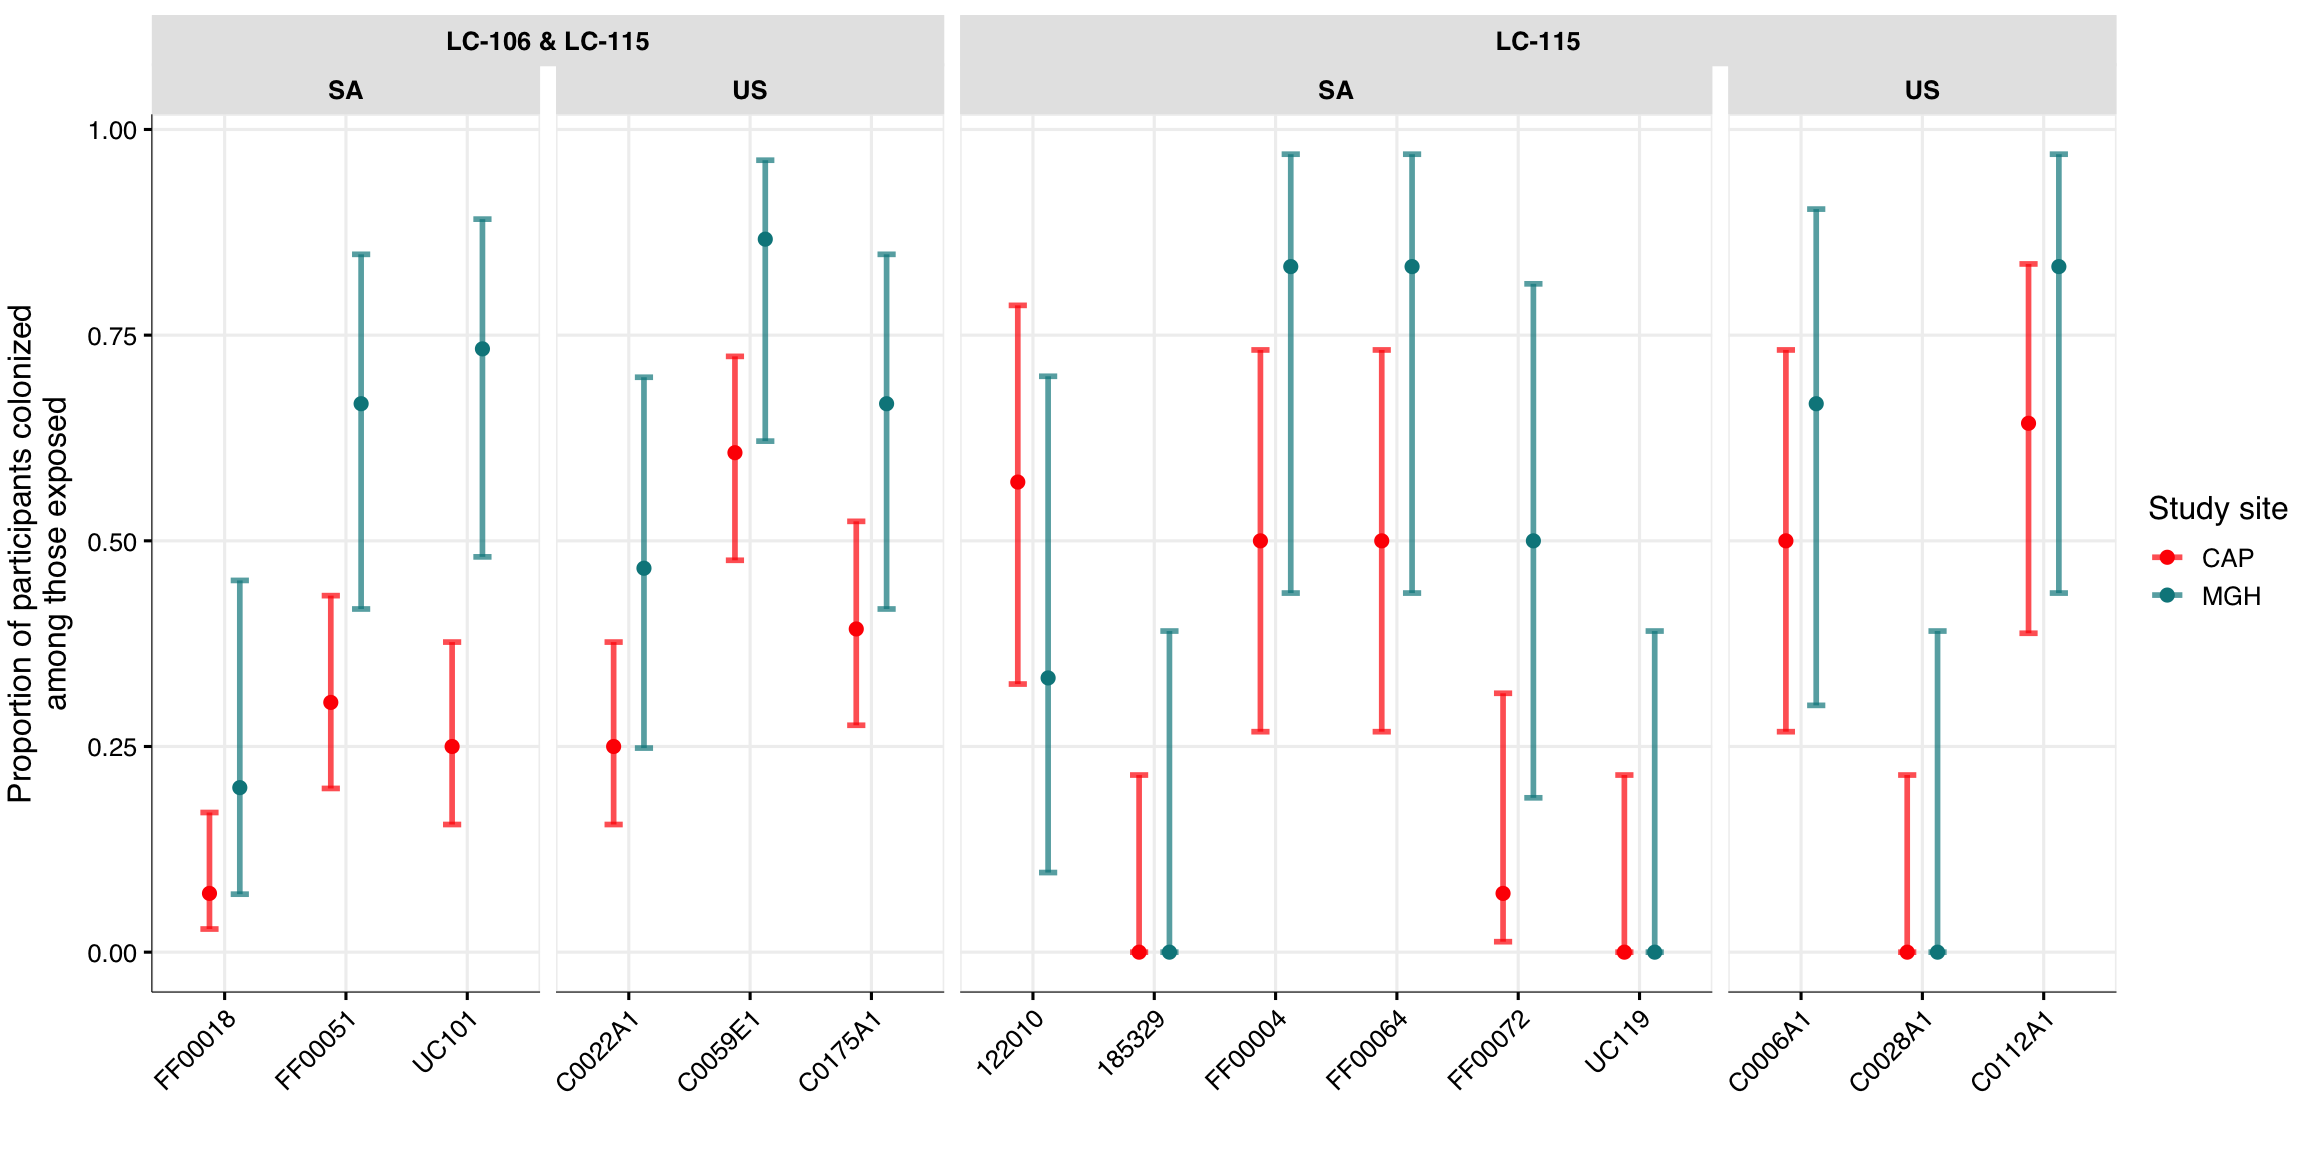 LC-106 & LC-115
LC-115
SA
US
SA
US
1.00
0.75
0.50
0.25
0.00
Proportion of participants colonized
among those exposed
FF00018
FF00051
UC101
C0022A1
C0059E1
C0175A1
122010
185329
FF00004
FF00064
FF00072
UC119
C0006A1
C0028A1
C0112A1
Study site
CAP
MGH